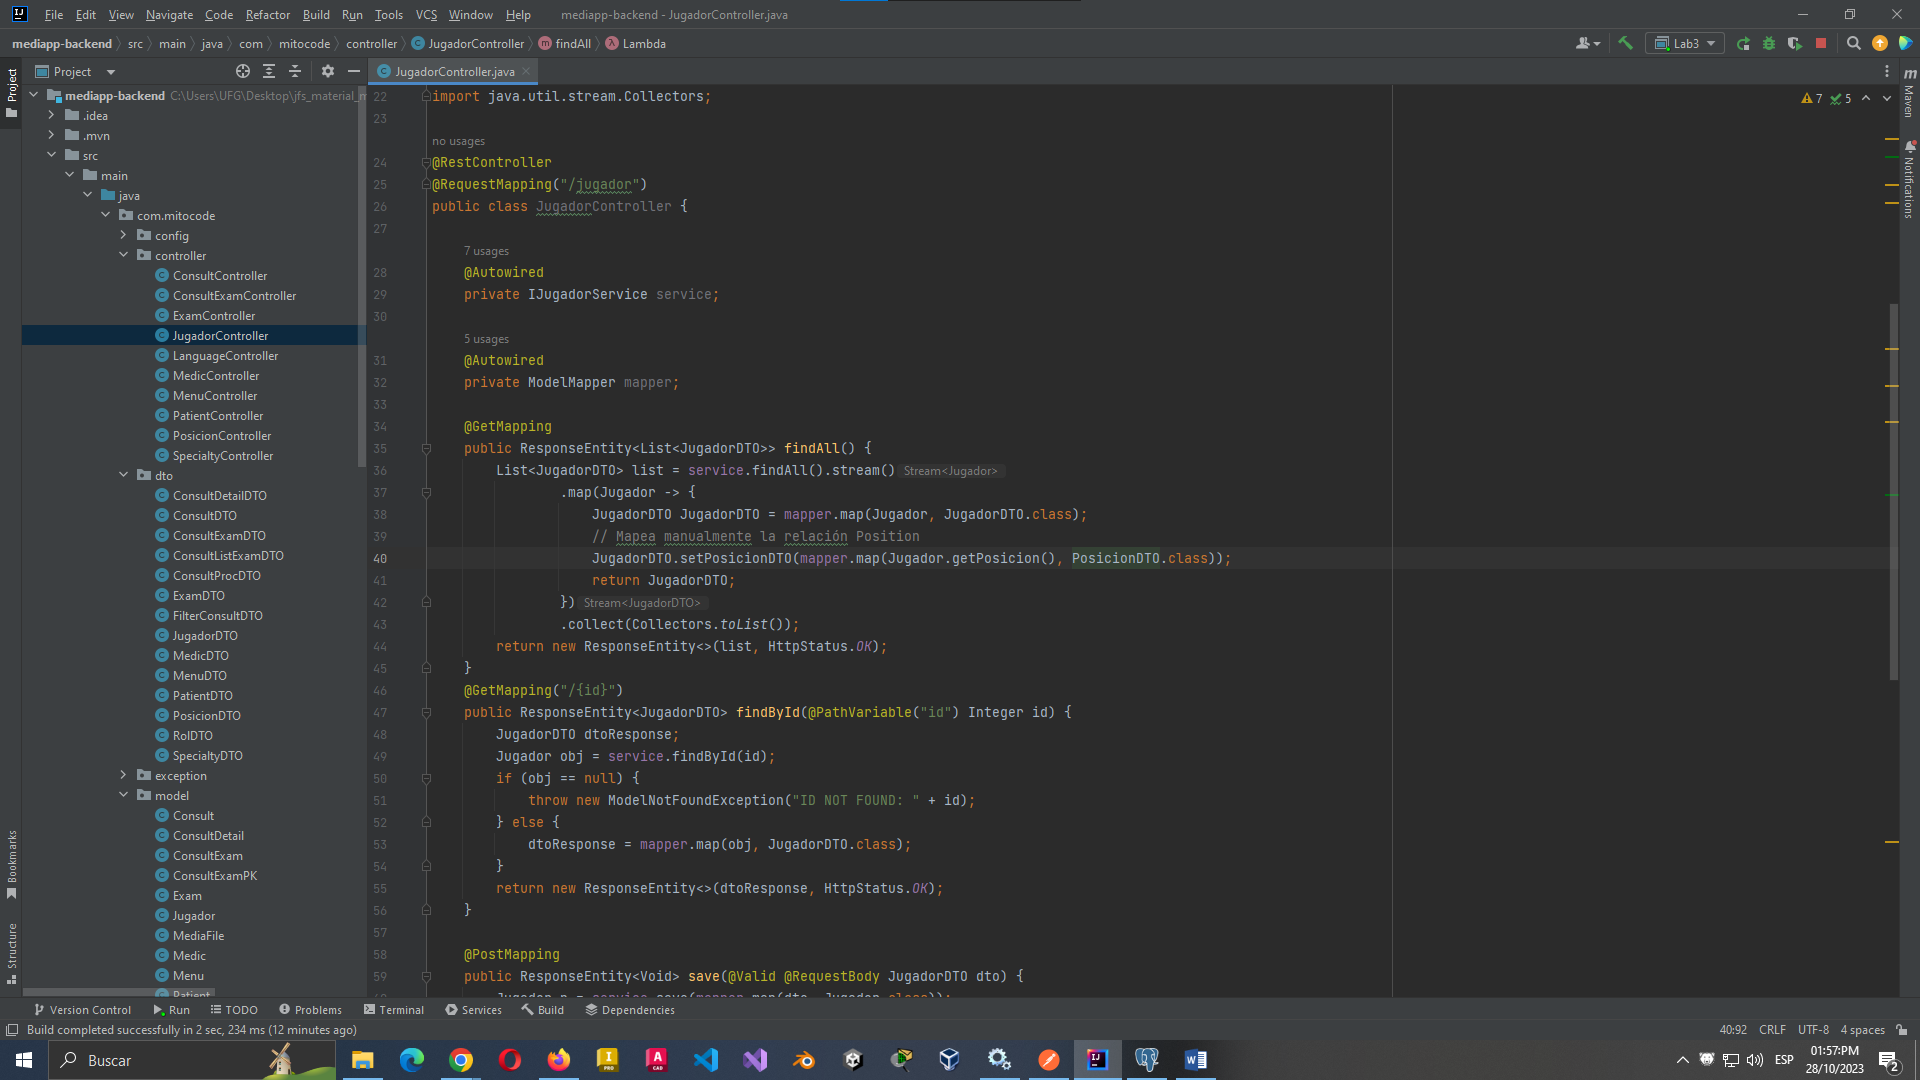 File Edit View Navigate Code Refactor Build Run Tools VCS Window Help mediapp-backend - JugadorController.java
mediapp-backend src main java com mitocode controller JugadorController findAll Lambda
Lab3
Project
JugadorController.java
mediapp-backend C:\Users\UFG\Desktop\jfs_material_m
.idea
.mvn
src
main
java
com.mitocode
config
controller
ConsultController
ConsultExamController
ExamController
JugadorController
LanguageController
MedicController
MenuController
PatientController
PosicionController
SpecialtyController
dto
ConsultDetailDTO
ConsultDTO
ConsultExamDTO
ConsultListExamDTO
ConsultProcDTO
ExamDTO
FilterConsultDTO
JugadorDTO
MedicDTO
MenuDTO
PatientDTO
PosicionDTO
RolDTO
SpecialtyDTO
exception
model
Consult
ConsultDetail
ConsultExam
ConsultExamPK
Exam
Jugador
MediaFile
Medic
Menu
Patient
Project
Bookmarks
Structure
22 import java.util.stream.Collectors;
23
no usages
24 @RestController
25 @RequestMapping("/jugador")
26 public class JugadorController {
27
7 usages
28 @Autowired
29 private IJugadorService service;
30
5 usages
31 @Autowired
32 private ModelMapper mapper;
33
34 @GetMapping
35 public ResponseEntity<List<JugadorDTO>> findAll() {
36 List<JugadorDTO> list = service.findAll().stream() Stream<Jugador>
37 .map(Jugador -> {
38 JugadorDTO JugadorDTO = mapper.map(Jugador, JugadorDTO.class);
39 // Mapea manualmente la relación Position
40 JugadorDTO.setPosicionDTO(mapper.map(Jugador.getPosicion(), PosicionDTO.class));
41 return JugadorDTO;
42 }) Stream<JugadorDTO>
43 .collect(Collectors.toList());
44 return new ResponseEntity<>(list, HttpStatus.OK);
45 }
46 @GetMapping("/{id}")
47 public ResponseEntity<JugadorDTO> findById(@PathVariable("id") Integer id) {
48 JugadorDTO dtoResponse;
49 Jugador obj = service.findById(id);
50 if (obj == null) {
51 throw new ModelNotFoundException("ID NOT FOUND: " + id);
52 } else {
53 dtoResponse = mapper.map(obj, JugadorDTO.class);
54 }
55 return new ResponseEntity<>(dtoResponse, HttpStatus.OK);
56 }
57
58 @PostMapping
59 public ResponseEntity<Void> save(@Valid @RequestBody JugadorDTO dto) {
7 5
Maven
Notifications
Version Control Run TODO Problems Terminal Services Build Dependencies
Build completed successfully in 2 sec, 234 ms (12 minutes ago) 40:92 CRLF UTF-8 4 spaces
Buscar
ESP
01:57:PM
28/10/2023
2